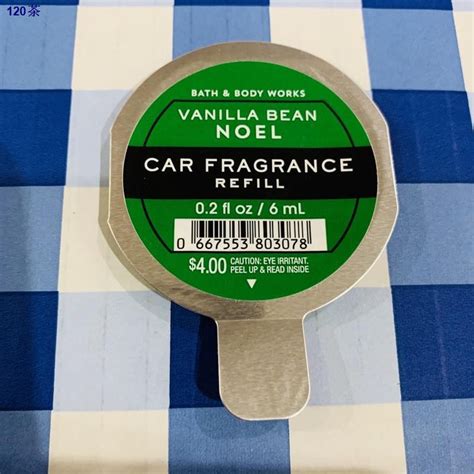 120茶
BATH & BODY WORKS
VANILLA BEAN
NOEL
CAR FRAGRANCE
REFILL
0.2 fl oz / 6 mL
0 667553 803078
$4.00 CAUTION: EYE IRRITANT.
PEEL UP & READ INSIDE